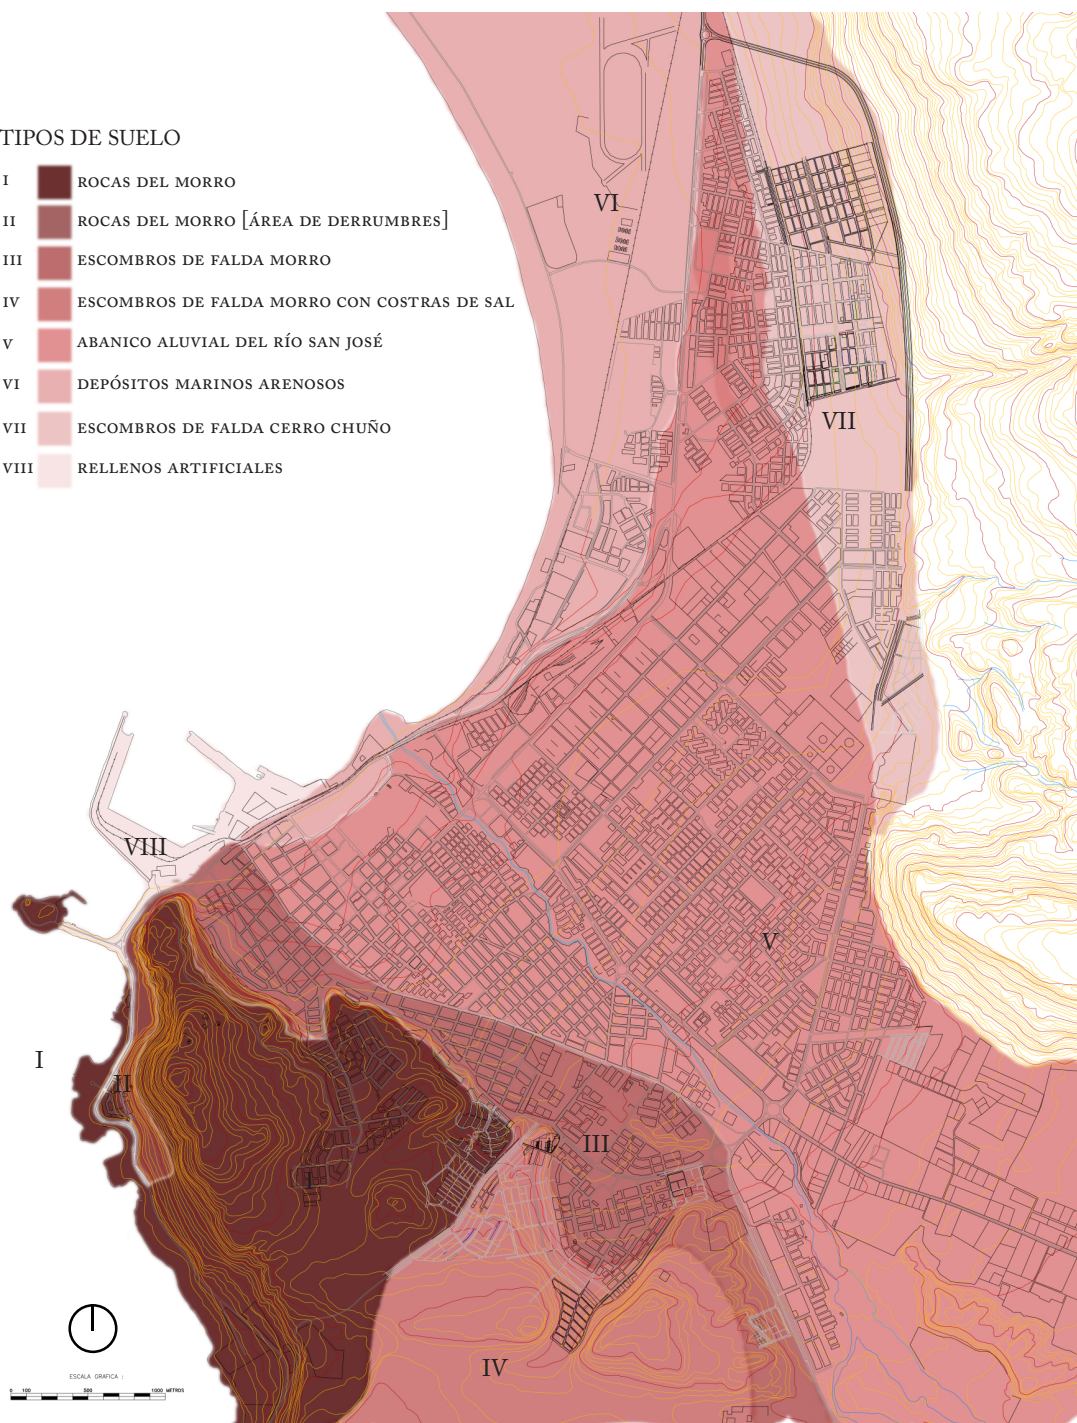 TIPOS DE SUELO
I ROCAS DEL MORRO
II ROCAS DEL MORRO [ÁREA DE DERRUMBRES]
III ESCOMBROS DE FALDA MORRO
IV ESCOMBROS DE FALDA MORRO CON COSTRAS DE SAL
V ABANICO ALUVIAL DEL RÍO SAN JOSÉ
VI DEPÓSITOS MARINOS ARENOSOS
VII ESCOMBROS DE FALDA CERRO CHUÑO
VIII RELLENOS ARTIFICIALES
VI
VII
VIII
V
I
II
III
I
IV
ESCALA GRAFICA :
0 100 500 1000 METROS